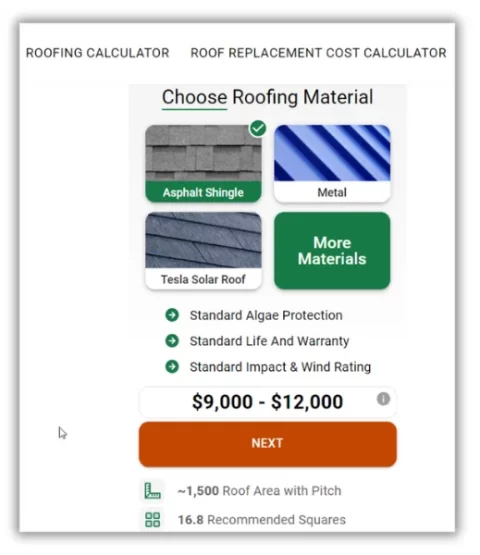 ROOFING CALCULATOR ROOF REPLACEMENT COST CALCULATOR
Choose Roofing Material
Asphalt Shingle
Metal
Tesla Solar Roof
More
Materials
Standard Algae Protection
Standard Life And Warranty
Standard Impact & Wind Rating
$9,000 - $12,000
NEXT
~1,500 Roof Area with Pitch
16.8 Recommended Squares